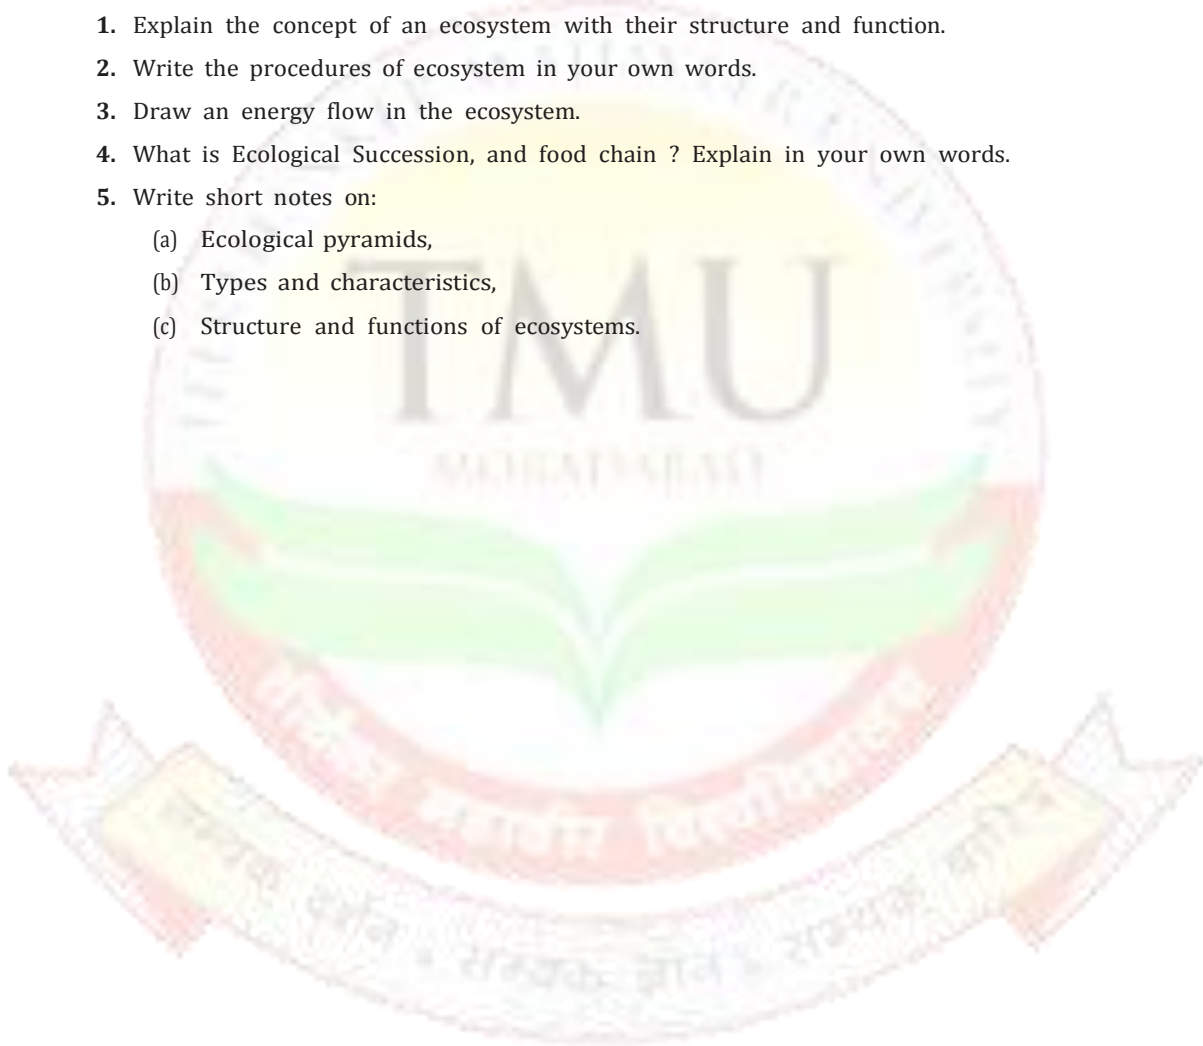 1. Explain the concept of an ecosystem with their structure and function.
2. Write the procedures of ecosystem in your own words.
3. Draw an energy flow in the ecosystem.
4. What is Ecological Succession, and food chain ? Explain in your own words.
5. Write short notes on:
(a) Ecological pyramids,
(b) Types and characteristics,
(c) Structure and functions of ecosystems.
TMU
MORADABAD